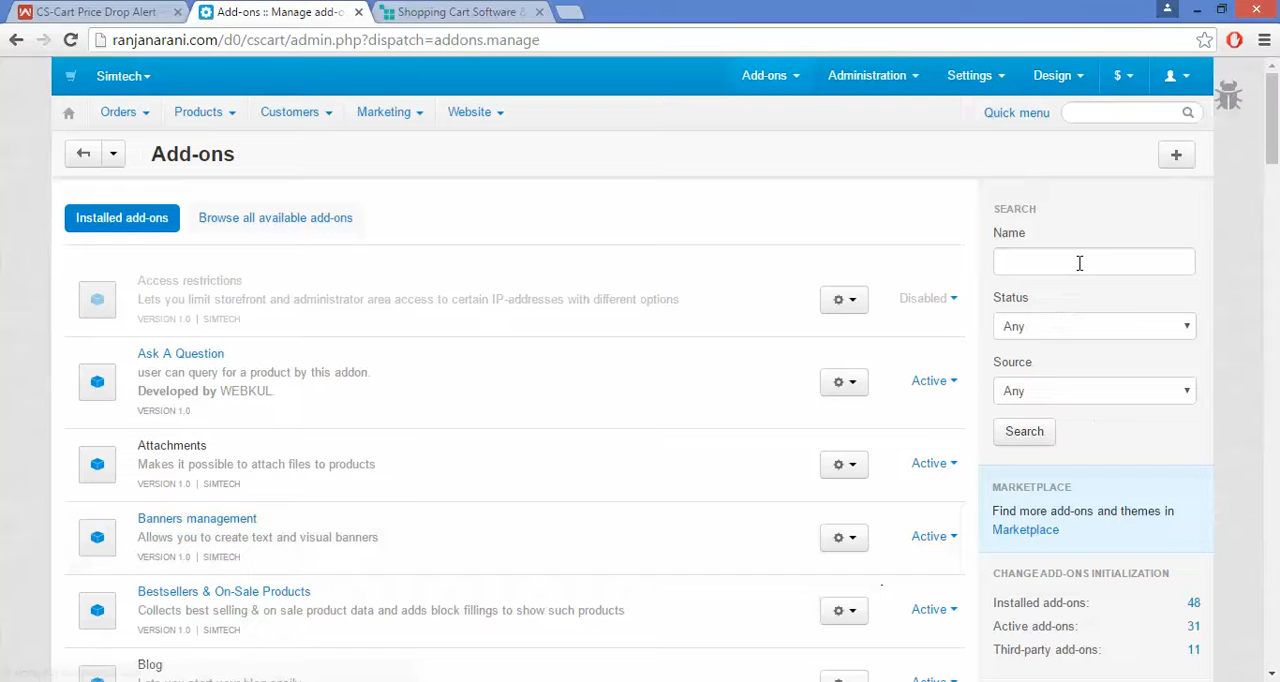 CS-Cart Price Drop Alert
Add-ons :: Manage add-o
Shopping Cart Software &
ranjanarani.com/d0/cscart/admin.php?dispatch=addons.manage
Simtech
Add-ons
Administration
Settings
Design
$
Orders
Products
Customers
Marketing
Website
Quick menu
Add-ons
+
Installed add-ons
Browse all available add-ons
Access restrictions
Lets you limit storefront and administrator area access to certain IP-addresses with different options
VERSION 1.0 | SIMTECH
Disabled
Ask A Question
user can query for a product by this addon.
Developed by WEBKUL.
VERSION 1.0
Active
Attachments
Makes it possible to attach files to products
VERSION 1.0 | SIMTECH
Active
Banners management
Allows you to create text and visual banners
VERSION 1.0 | SIMTECH
Active
Bestsellers & On-Sale Products
Collects best selling & on sale product data and adds block fillings to show such products
VERSION 1.0 | SIMTECH
Active
Blog
SEARCH
Name
Status
Any
Source
Any
Search
MARKETPLACE
Find more add-ons and themes in
Marketplace
CHANGE ADD-ONS INITIALIZATION
Installed add-ons: 48
Active add-ons: 31
Third-party add-ons: 11